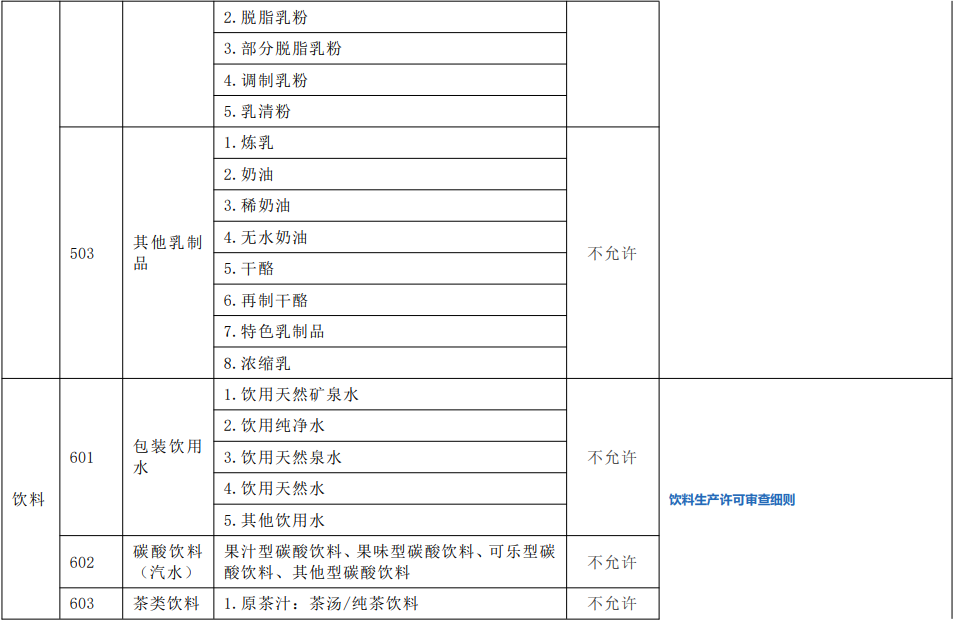 2.脱脂乳粉
3.部分脱脂乳粉
4.调制乳粉
5.乳清粉
503
其他乳制
品
1.炼乳
2.奶油
3.稀奶油
4.无水奶油
5.干酪
6.再制干酪
7.特色乳制品
8.浓缩乳
不允许
饮料
601
包装饮用
水
1.饮用天然矿泉水
2.饮用纯净水
3.饮用天然泉水
4.饮用天然水
5.其他饮用水
不允许
饮料生产许可审查细则
602
碳酸饮料
（汽水）
果汁型碳酸饮料、果味型碳酸饮料、可乐型碳
酸饮料、其他型碳酸饮料
不允许
603
茶类饮料
1.原茶汁：茶汤/纯茶饮料
不允许